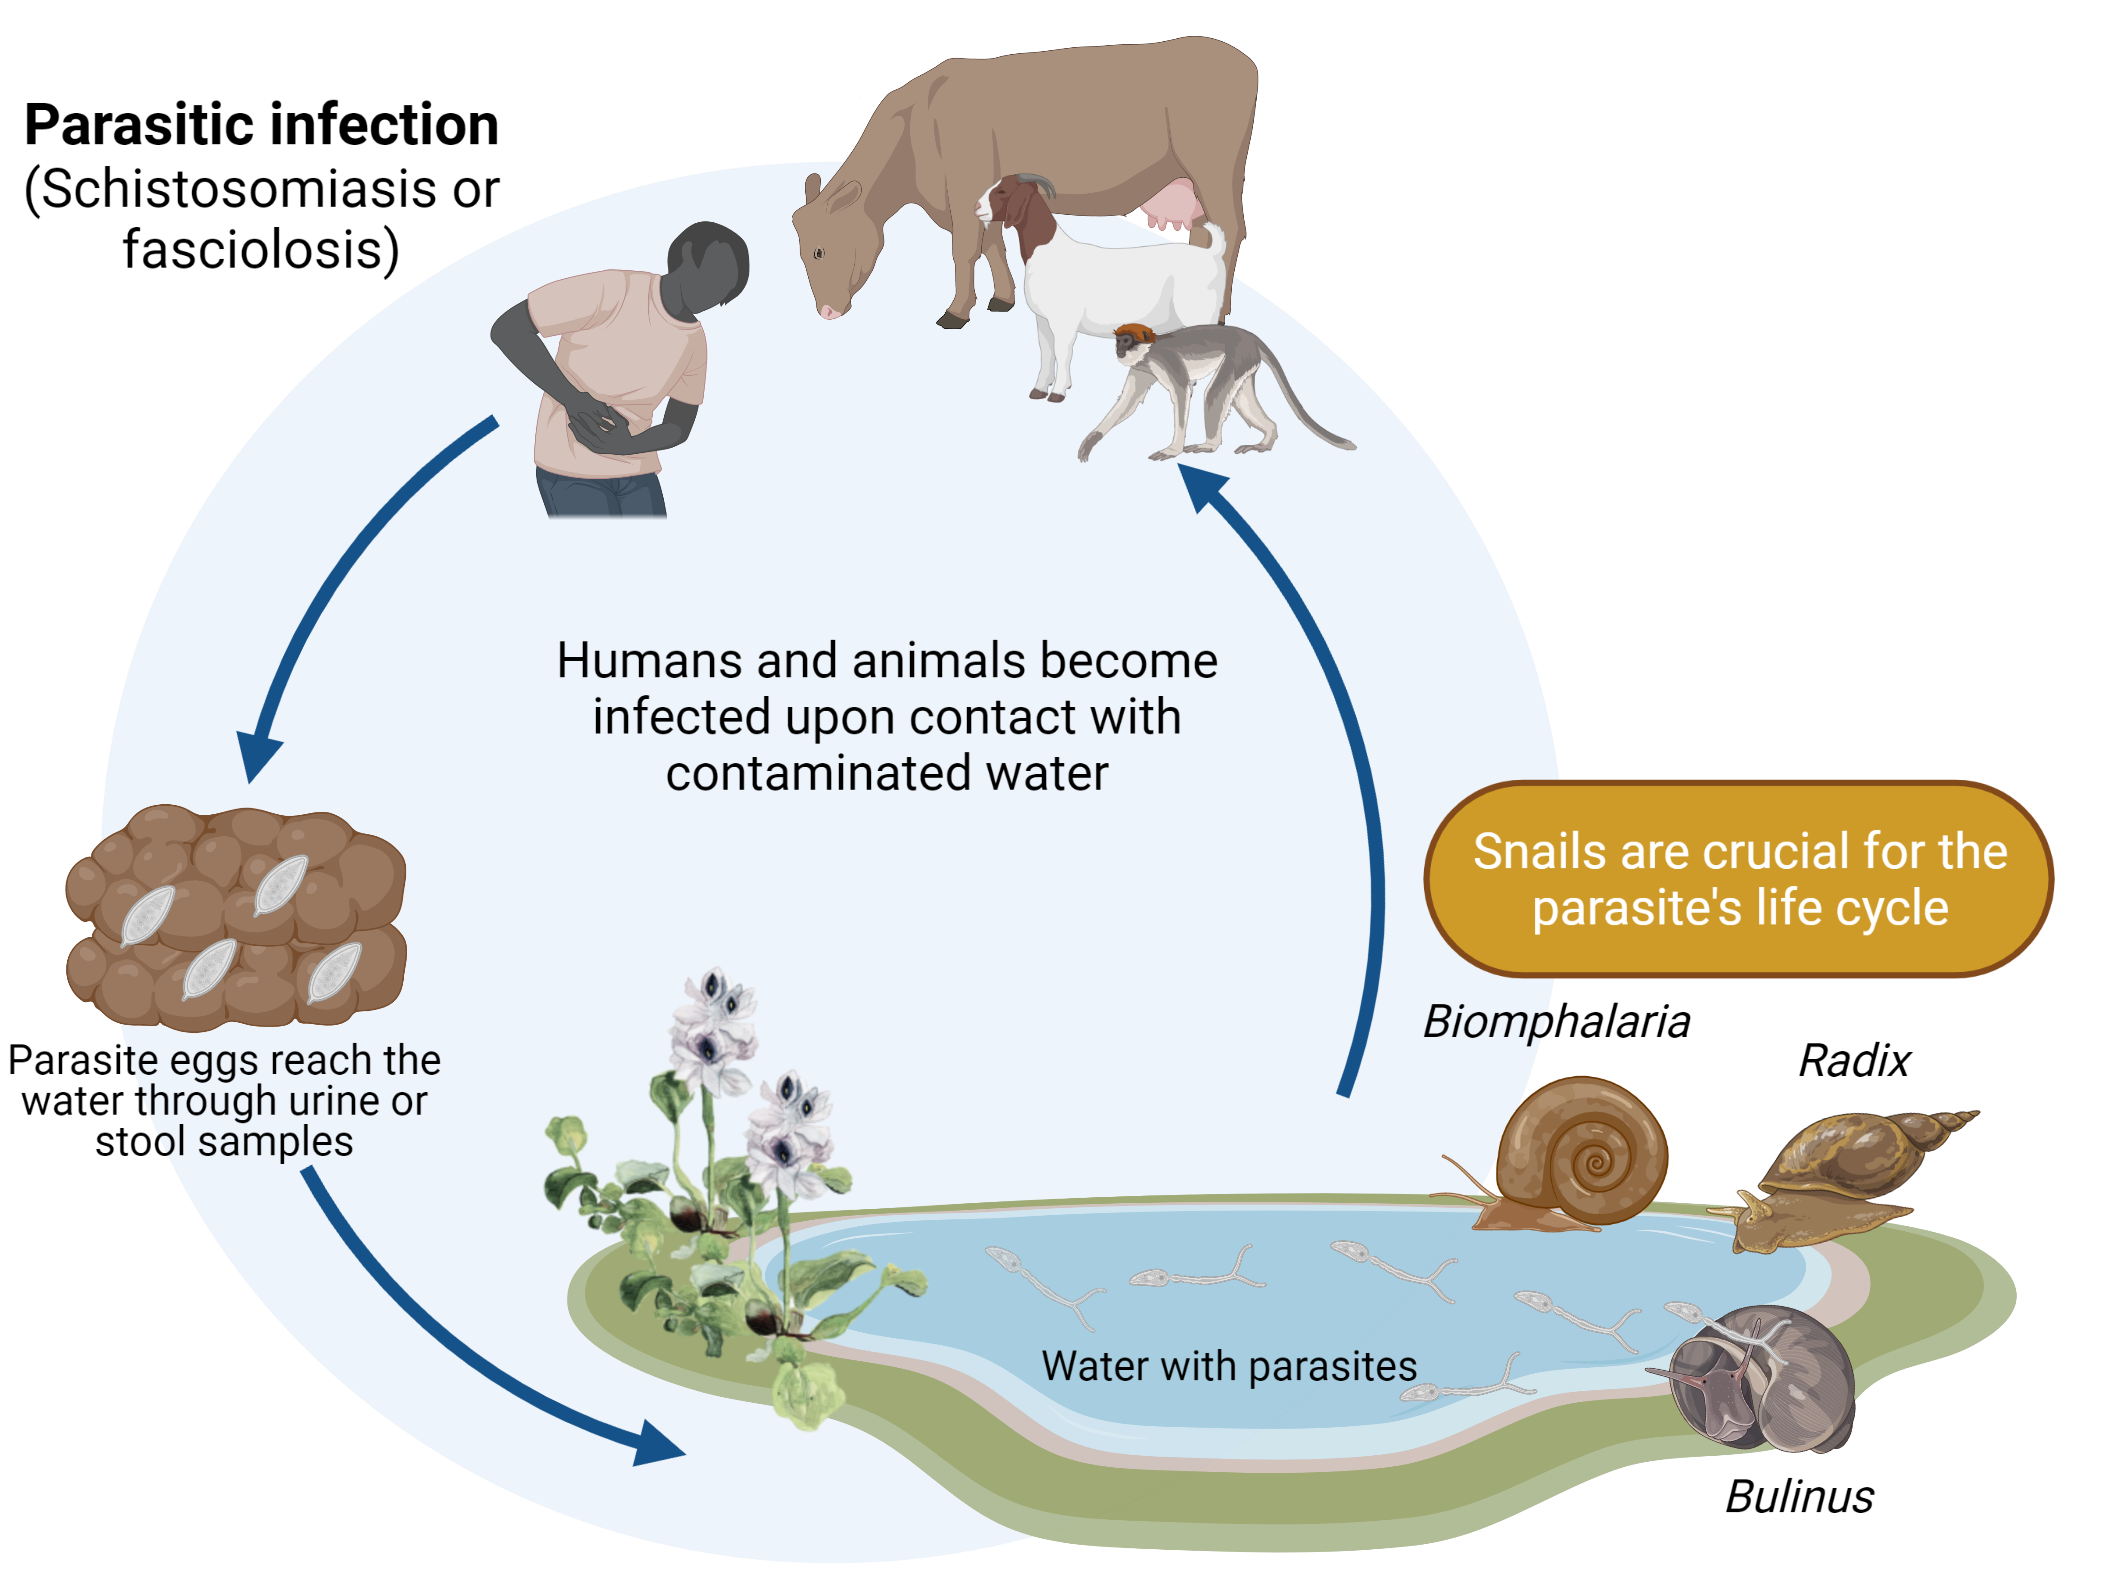 Parasitic infection
(Schistosomiasis or
fasciolosis)
Humans and animals become
infected upon contact with
contaminated water
Snails are crucial for the
parasite's life cycle
Biomphalaria
Radix
Parasite eggs reach the
water through urine or
stool samples
Water with parasites
Bulinus